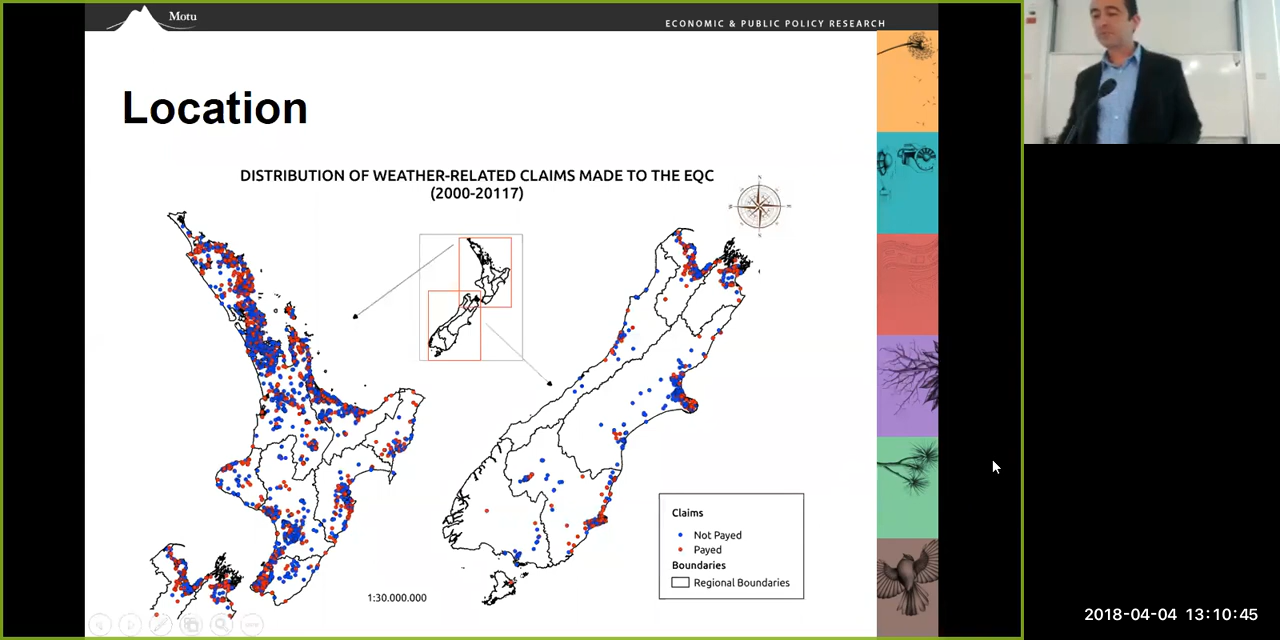 Motu
ECONOMIC & PUBLIC POLICY RESEARCH
Location
DISTRIBUTION OF WEATHER-RELATED CLAIMS MADE TO THE EQC
(2000-20117)
Claims
Not Payed
Payed
Boundaries
Regional Boundaries
1:30.000.000
2018-04-04 13:10:45